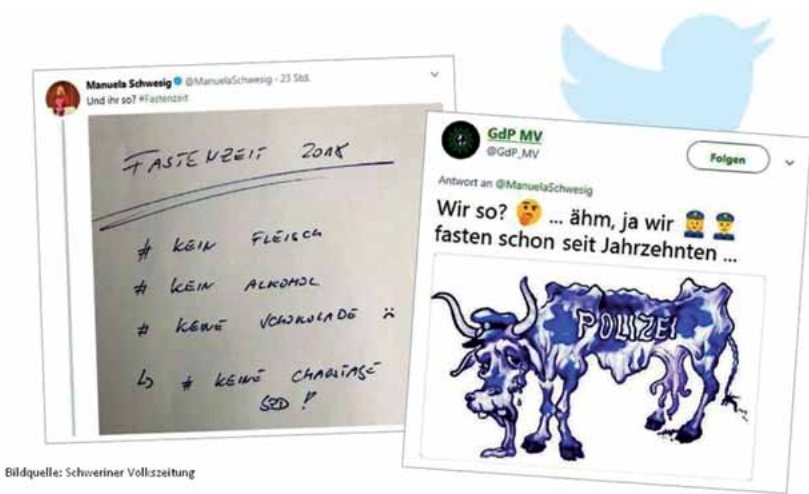 Manuela Schwesig @ManuelaSchwesig - 23 Std.
Und ihr so? #Fastenzeit
FASTENZEIT 2018
# KEIN FLEISCH
# KEIN ALKOHOL
# KEINE SCHOKOLADE
# KEINE
SPD!
GdP MV
@GdP_MV
Folgen
Antwort an @ManuelaSchwesig
Wir so? 🤔 ... ähm, ja wir 👮‍♀️ 👮
fasten schon seit Jahrzehnten ...
POLIZEI
Bildquelle: Schweriner Volkszeitung